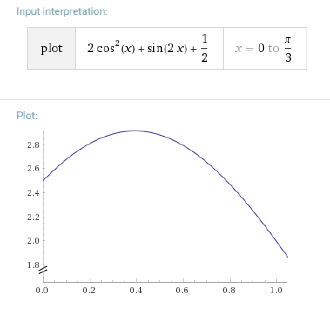 Input interpretation:
plot 2 cos²(x) + sin(2 x) + 1/2 x = 0 to π/3
Plot:
2.8
2.6
2.4
2.2
2.0
1.8
0.0 0.2 0.4 0.6 0.8 1.0